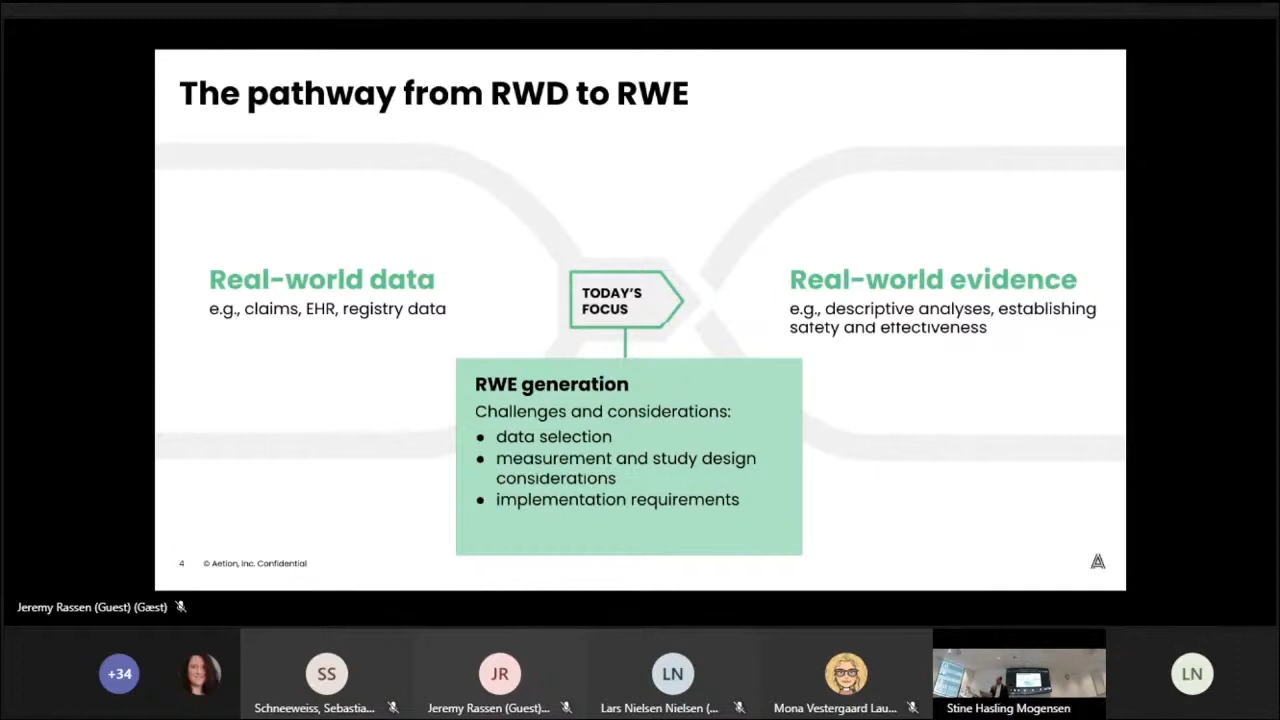 The pathway from RWD to RWE
Real-world data
e.g., claims, EHR, registry data
TODAY'S
FOCUS
Real-world evidence
e.g., descriptive analyses, establishing
safety and effectiveness
RWE generation
Challenges and considerations:
● data selection
● measurement and study design
considerations
● implementation requirements
4 © Aetion, Inc. Confidential
Jeremy Rassen (Guest) (Gæst)
+34
SS
Schneeweiss, Sebastia...
JR
Jeremy Rassen (Guest)...
LN
Lars Nielsen Nielsen (...
Mona Vestergaard Lau...
Stine Hasling Mogensen
LN